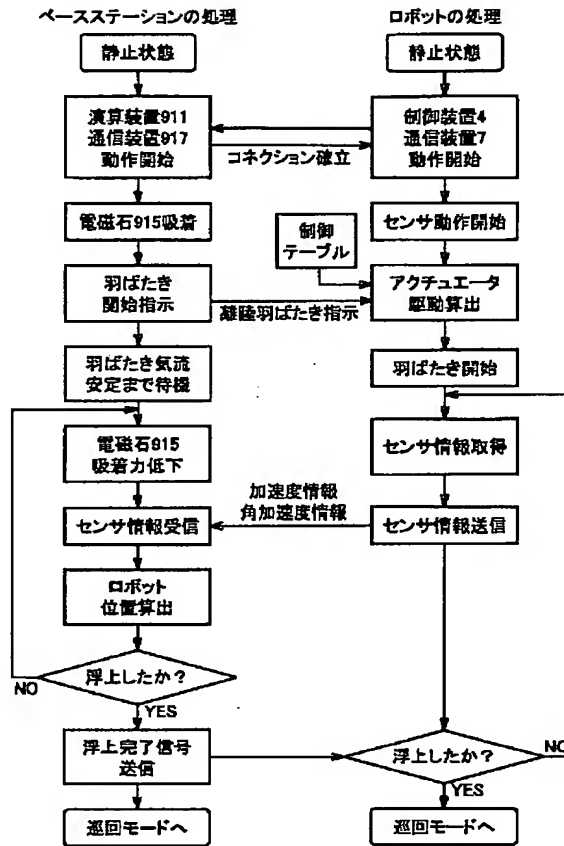 ベースステーションの処理
静止状態
演算装置911
通信装置917
動作開始
電磁石915吸着
羽ばたき
開始指示
羽ばたき気流
安定まで待機
電磁石915
吸着力低下
センサ情報受信
ロボット
位置算出
浮上したか？
NO
YES
浮上完了信号
送信
巡回モードへ
コネクション確立
離陸羽ばたき指示
加速度情報
角加速度情報
ロボットの処理
静止状態
制御装置4
通信装置7
動作開始
センサ動作開始
制御
テーブル
アクチュエータ
駆動算出
羽ばたき開始
センサ情報取得
センサ情報送信
浮上したか？
NO
YES
巡回モードへ